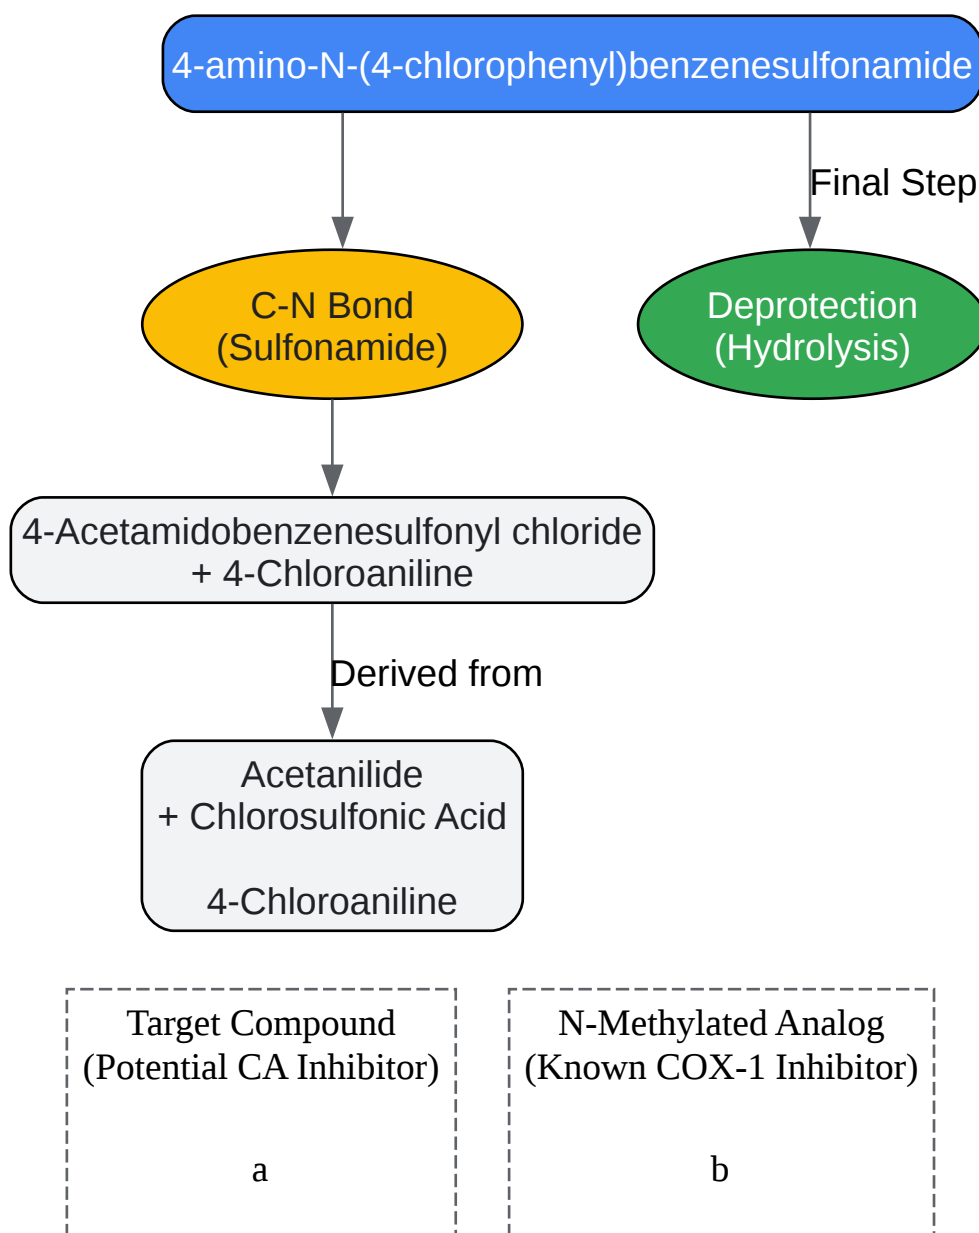 4-amino-N-(4-chlorophenyl)benzenesulfonamide
Final Step
C-N Bond
(Sulfonamide)
Deprotection
(Hydrolysis)
4-Acetamidobenzenesulfonyl chloride
+ 4-Chloroaniline
Derived from
Acetanilide
+ Chlorosulfonic Acid
4-Chloroaniline
Target Compound
(Potential CA Inhibitor)
a
N-Methylated Analog
(Known COX-1 Inhibitor)
b